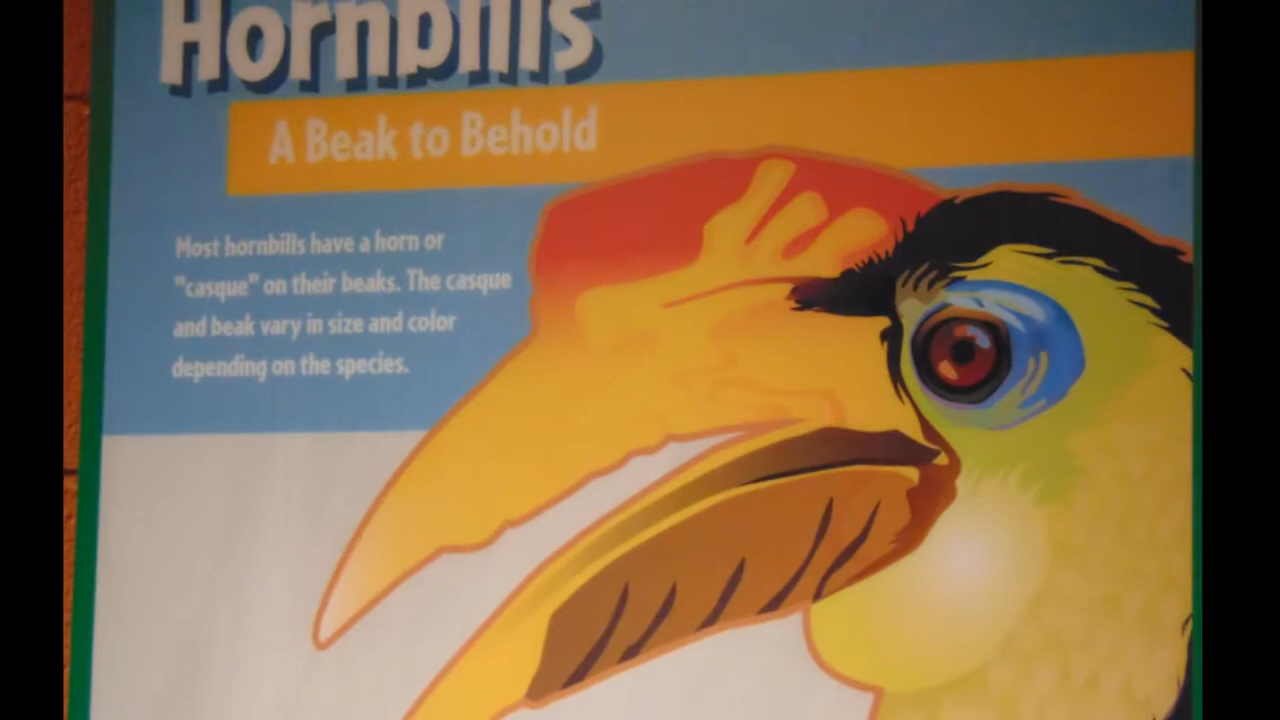 Hornbills
A Beak to Behold
Most hornbills have a horn or
"casque" on their beaks. The casque
and beak vary in size and color
depending on the species.